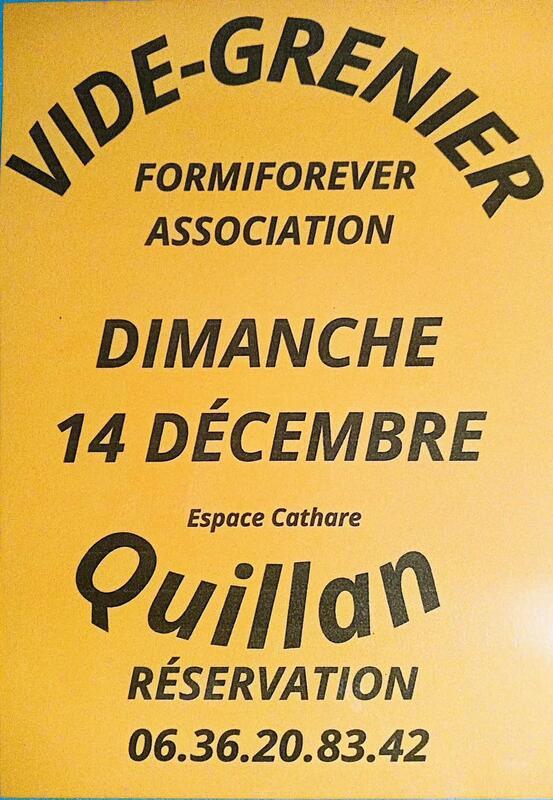 VIDE-GRENIER
FORMIFOREVER
ASSOCIATION
DIMANCHE
14 DÉCEMBRE
Espace Cathare
Quillan
RÉSERVATION
06.36.20.83.42